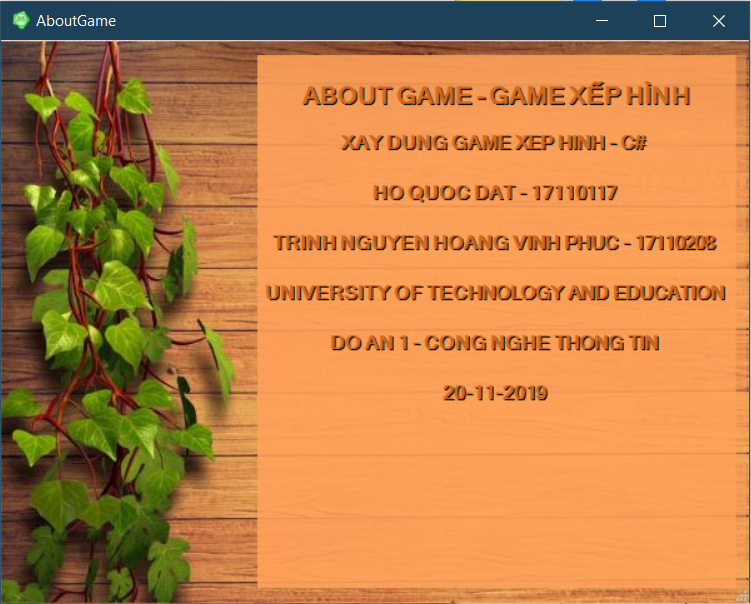 AboutGame
ABOUT GAME - GAME XẾP HÌNH
XAY DUNG GAME XEP HINH - C#
HO QUOC DAT - 17110117
TRINH NGUYEN HOANG VINH PHUC - 17110208
UNIVERSITY OF TECHNOLOGY AND EDUCATION
DO AN 1 - CONG NGHE THONG TIN
20-11-2019